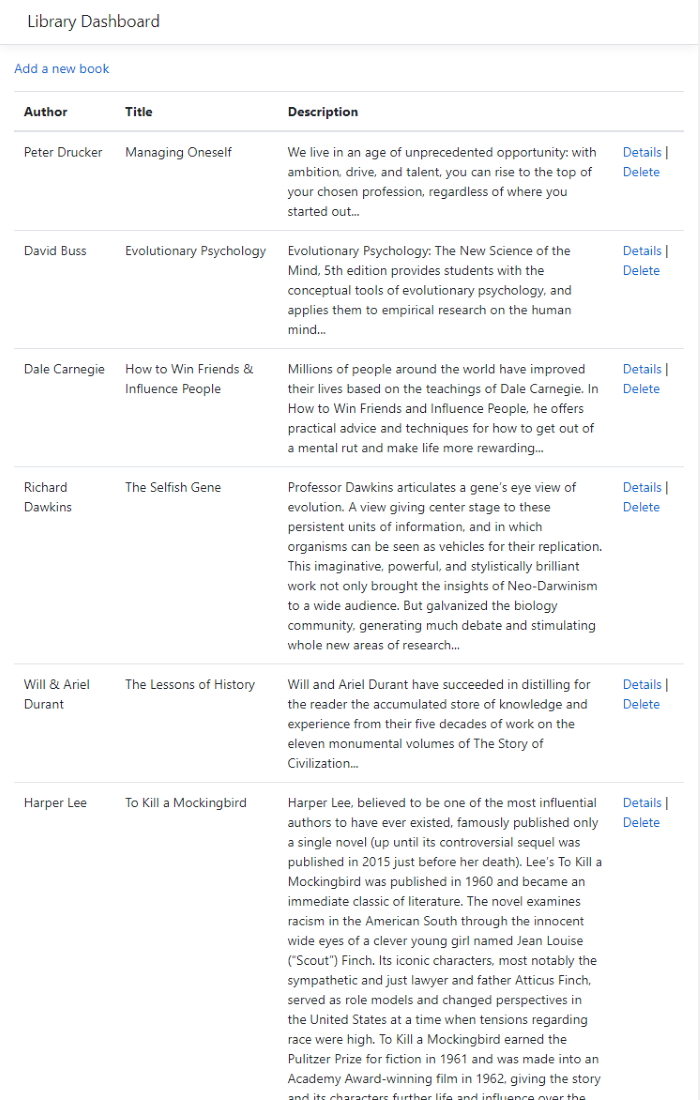 Library Dashboard
Add a new book
Author Title Description
Peter Drucker Managing Oneself We live in an age of unprecedented opportunity: with Details |
ambition, drive, and talent, you can rise to the top of Delete
your chosen profession, regardless of where you
started out...
David Buss Evolutionary Psychology Evolutionary Psychology: The New Science of the Details |
Mind, 5th edition provides students with the Delete
conceptual tools of evolutionary psychology, and
applies them to empirical research on the human
mind...
Dale Carnegie How to Win Friends & Millions of people around the world have improved Details |
Influence People their lives based on the teachings of Dale Carnegie. In Delete
How to Win Friends and Influence People, he offers
practical advice and techniques for how to get out of
a mental rut and make life more rewarding...
Richard The Selfish Gene Professor Dawkins articulates a gene's eye view of Details |
Dawkins evolution. A view giving center stage to these Delete
persistent units of information, and in which
organisms can be seen as vehicles for their replication.
This imaginative, powerful, and stylistically brilliant
work not only brought the insights of Neo-Darwinism
to a wide audience. But galvanized the biology
community, generating much debate and stimulating
whole new areas of research...
Will & Ariel The Lessons of History Will and Ariel Durant have succeeded in distilling for Details |
Durant the reader the accumulated store of knowledge and Delete
experience from their five decades of work on the
eleven monumental volumes of The Story of
Civilization...
Harper Lee To Kill a Mockingbird Harper Lee, believed to be one of the most influential Details |
authors to have ever existed, famously published only Delete
a single novel (up until its controversial sequel was
published in 2015 just before her death). Lee's To Kill a
Mockingbird was published in 1960 and became an
immediate classic of literature. The novel examines
racism in the American South through the innocent
wide eyes of a clever young girl named Jean Louise
("Scout") Finch. Its iconic characters, most notably the
sympathetic and just lawyer and father Atticus Finch,
served as role models and changed perspectives in
the United States at a time when tensions regarding
race were high. To Kill a Mockingbird earned the
Pulitzer Prize for fiction in 1961 and was made into an
Academy Award-winning film in 1962, giving the story
and its characters further life and influence over the